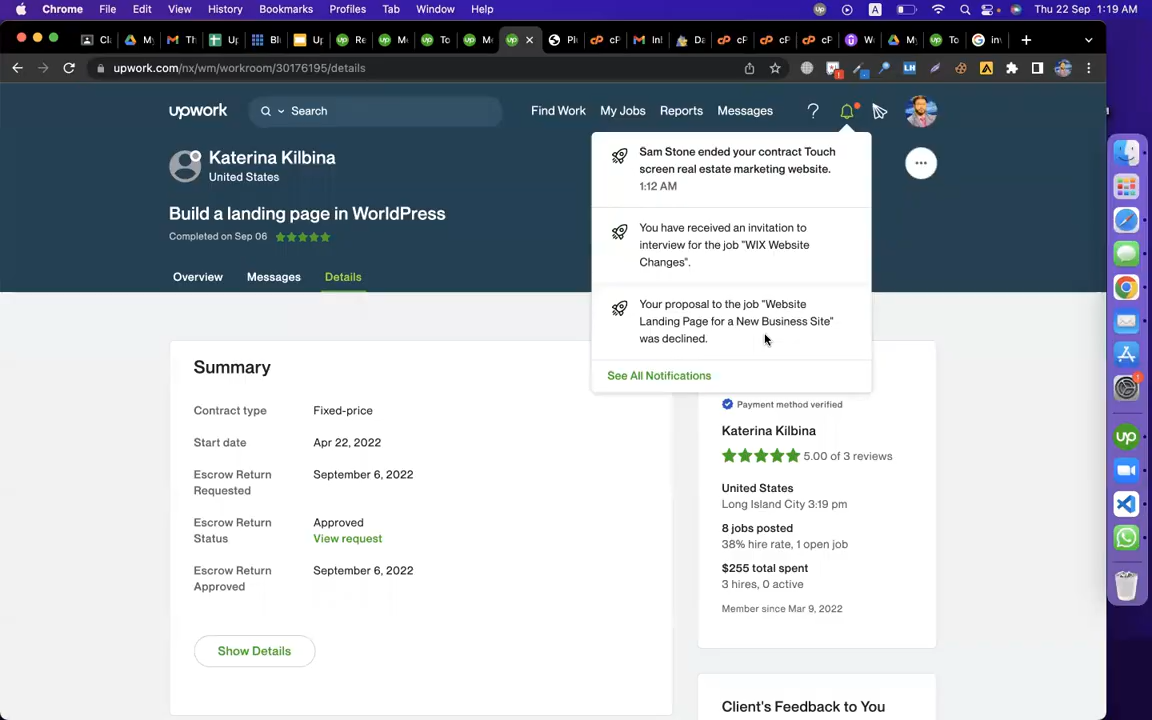 Chrome File Edit View History Bookmarks Profiles Tab Window Help
A
Thu 22 Sep 1:19 AM
upwork.com/nx/wm/workroom/30176195/details
upwork
Search
Find Work My Jobs Reports Messages
Katerina Kilbina
United States
Build a landing page in WordPress
Completed on Sep 06
Overview Messages Details
Sam Stone ended your contract Touch
screen real estate marketing website.
1:12 AM
You have received an invitation to
interview for the job "WIX Website
Changes".
Your proposal to the job "Website
Landing Page for a New Business Site"
was declined.
See All Notifications
Summary
Contract type Fixed-price
Start date Apr 22, 2022
Escrow Return Requested September 6, 2022
Escrow Return Status Approved
View request
Escrow Return Approved September 6, 2022
Show Details
Payment method verified
Katerina Kilbina
5.00 of 3 reviews
United States
Long Island City 3:19 pm
8 jobs posted
38% hire rate, 1 open job
$255 total spent
3 hires, 0 active
Member since Mar 9, 2022
Client's Feedback to You